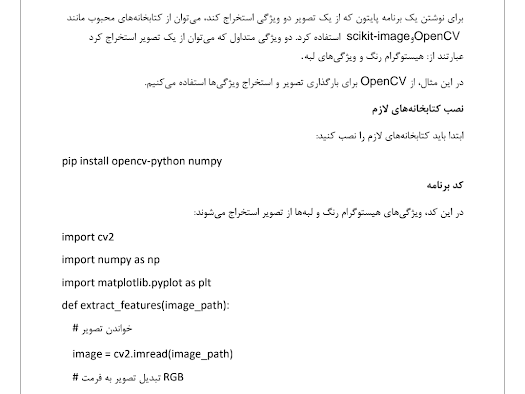 برای نوشتن یک برنامه پایتون که از یک تصویر دو ویژگی استخراج کند، می‌توان از کتابخانه‌های محبوب مانند
OpenCV و scikit-image استفاده کرد. دو ویژگی متداول که می‌توان از یک تصویر استخراج کرد
عبارتند از: هیستوگرام رنگ و ویژگی‌های لبه.
در این مثال، از OpenCV برای بارگذاری تصویر و استخراج ویژگی‌ها استفاده می‌کنیم.
نصب کتابخانه‌های لازم
ابتدا باید کتابخانه‌های لازم را نصب کنید:
pip install opencv-python numpy
کد برنامه
در این کد، ویژگی‌های هیستوگرام رنگ و لبه‌ها از تصویر استخراج می‌شوند:
import cv2
import numpy as np
import matplotlib.pyplot as plt
def extract_features(image_path):
# خواندن تصویر
image = cv2.imread(image_path)
# تبدیل تصویر به فرمت RGB